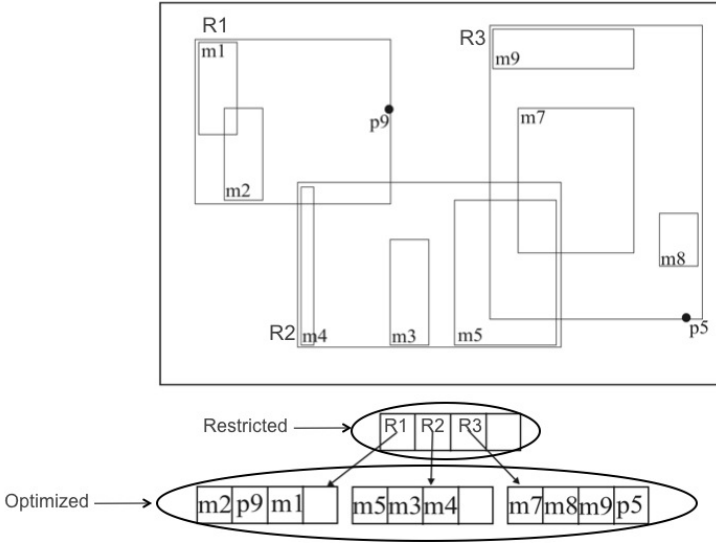 R1
m1
R3
m9
p9
m7
m2
m8
R2
m4
m3
m5
p5
Restricted
R1 R2 R3
Optimized
m2 p9 m1
m5 m3 m4
m7 m8 m9 p5